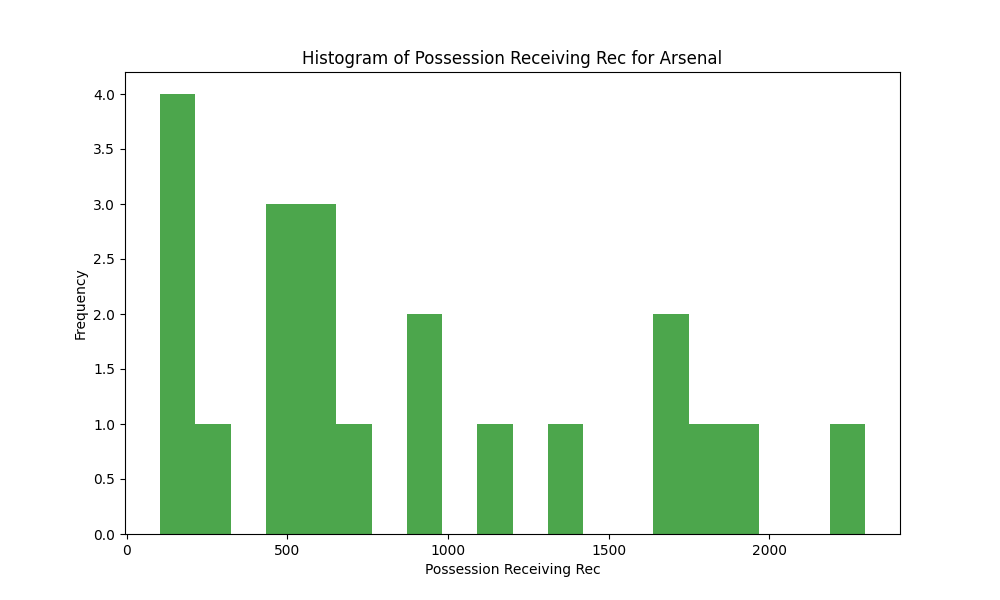 Histogram of Possession Receiving Rec for Arsenal
4.0
3.5
3.0
2.5
2.0
1.5
1.0
0.5
0.0
Frequency
0 500 1000 1500 2000
Possession Receiving Rec